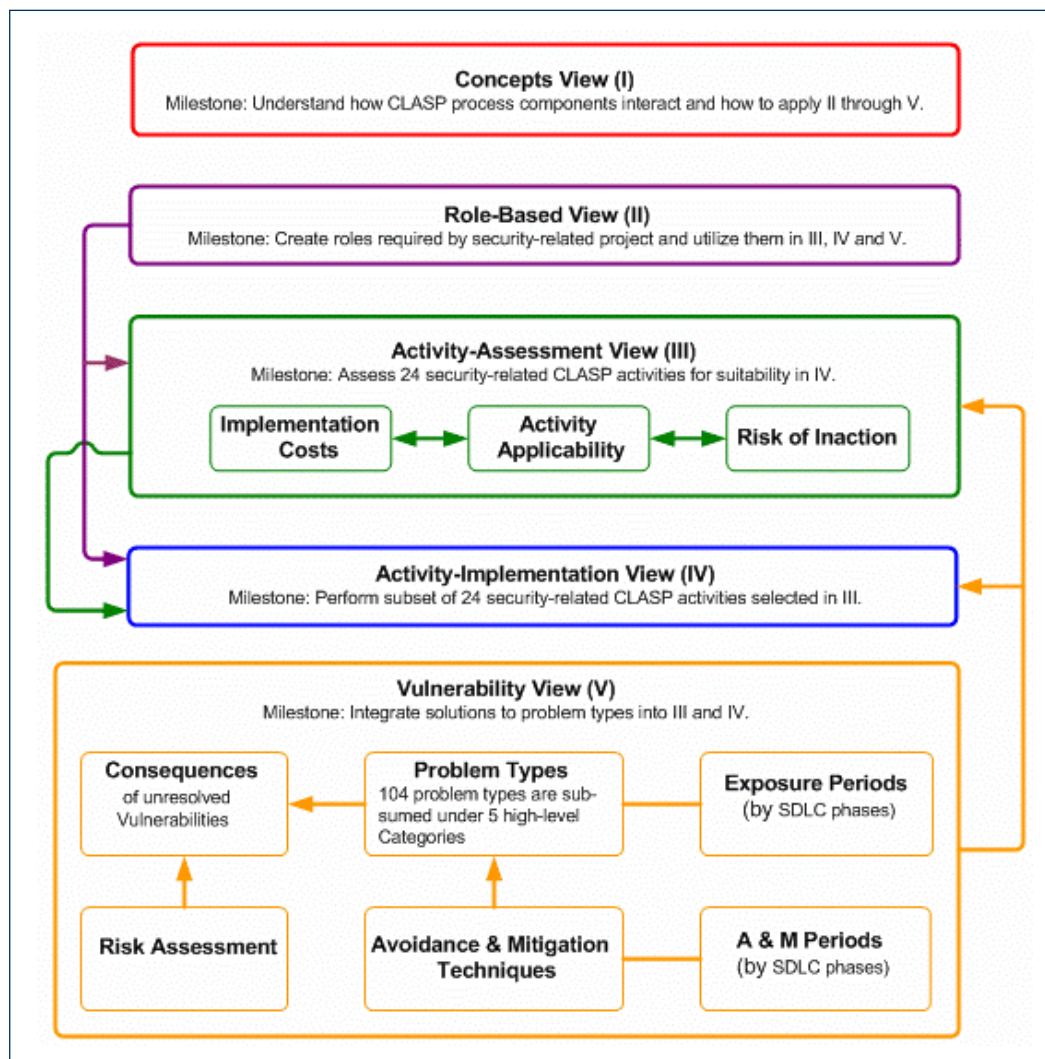 Concepts View (I)
Milestone: Understand how CLASP process components interact and how to apply II through V.
Role-Based View (II)
Milestone: Create roles required by security-related project and utilize them in III, IV and V.
Activity-Assessment View (III)
Milestone: Assess 24 security-related CLASP activities for suitability in IV.
Implementation
Costs
Activity
Applicability
Risk of Inaction
Activity-Implementation View (IV)
Milestone: Perform subset of 24 security-related CLASP activities selected in III.
Vulnerability View (V)
Milestone: Integrate solutions to problem types into III and IV.
Consequences
of unresolved
Vulnerabilities
Problem Types
104 problem types are sub-
sumed under 5 high-level
Categories
Exposure Periods
(by SDLC phases)
Risk Assessment
Avoidance & Mitigation
Techniques
A & M Periods
(by SDLC phases)